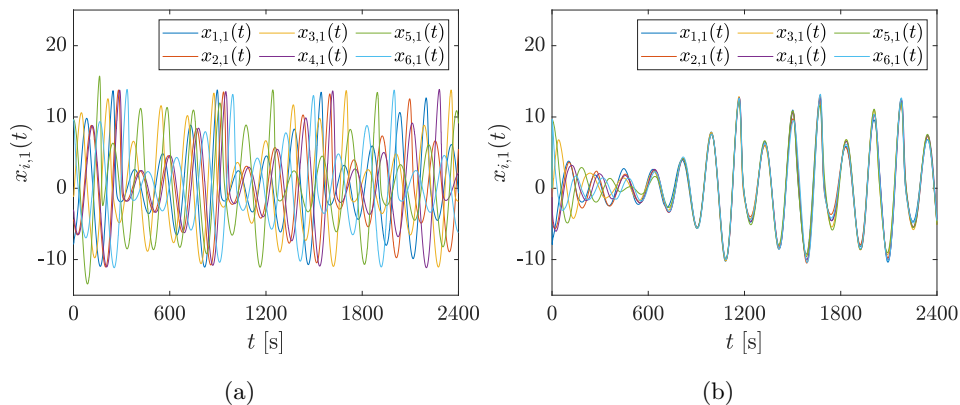 20
10
0
-10
x_{i,1}(t)
x_{1,1}(t) x_{3,1}(t) x_{5,1}(t)
x_{2,1}(t) x_{4,1}(t) x_{6,1}(t)
0 600 1200 1800 2400
t [s]
(a)
20
10
0
-10
x_{i,1}(t)
x_{1,1}(t) x_{3,1}(t) x_{5,1}(t)
x_{2,1}(t) x_{4,1}(t) x_{6,1}(t)
0 600 1200 1800 2400
t [s]
(b)